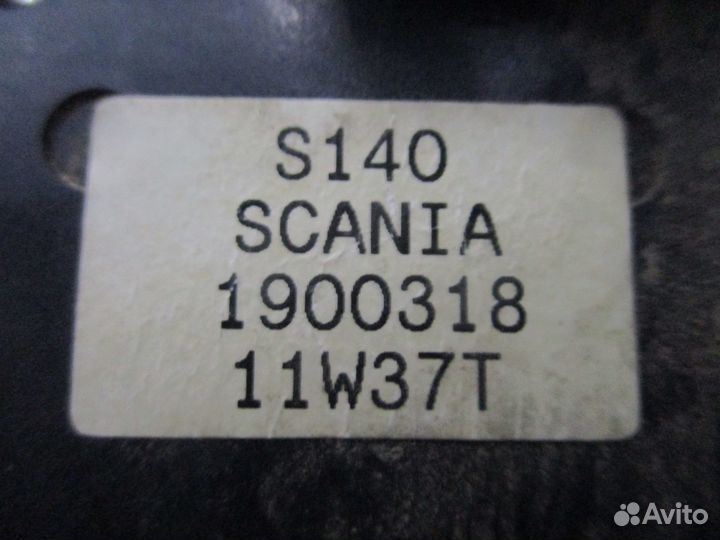 S140
SCANIA
1900318
11W37T
Avito